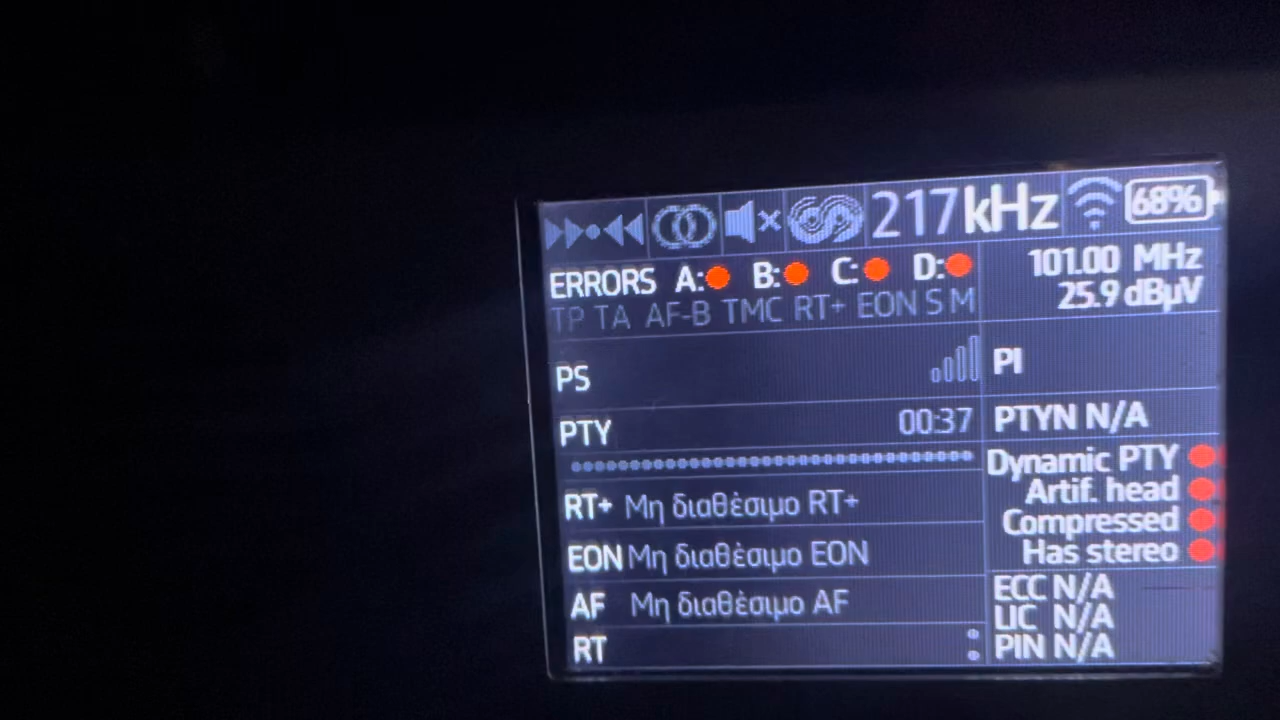 217kHz 68%
ERRORS A: B: C: D: 101.00 MHz
TP TA AF-B TMC RT+ EON S M 25.9 dBµV
PS PI
PTY 00:37 PTYN N/A
Dynamic PTY
RT+ Μη διαθέσιμο RT+ Artif. head
Compressed
EON Μη διαθέσιμο EON Has stereo
AF Μη διαθέσιμο AF ECC N/A
LIC N/A
RT : PIN N/A